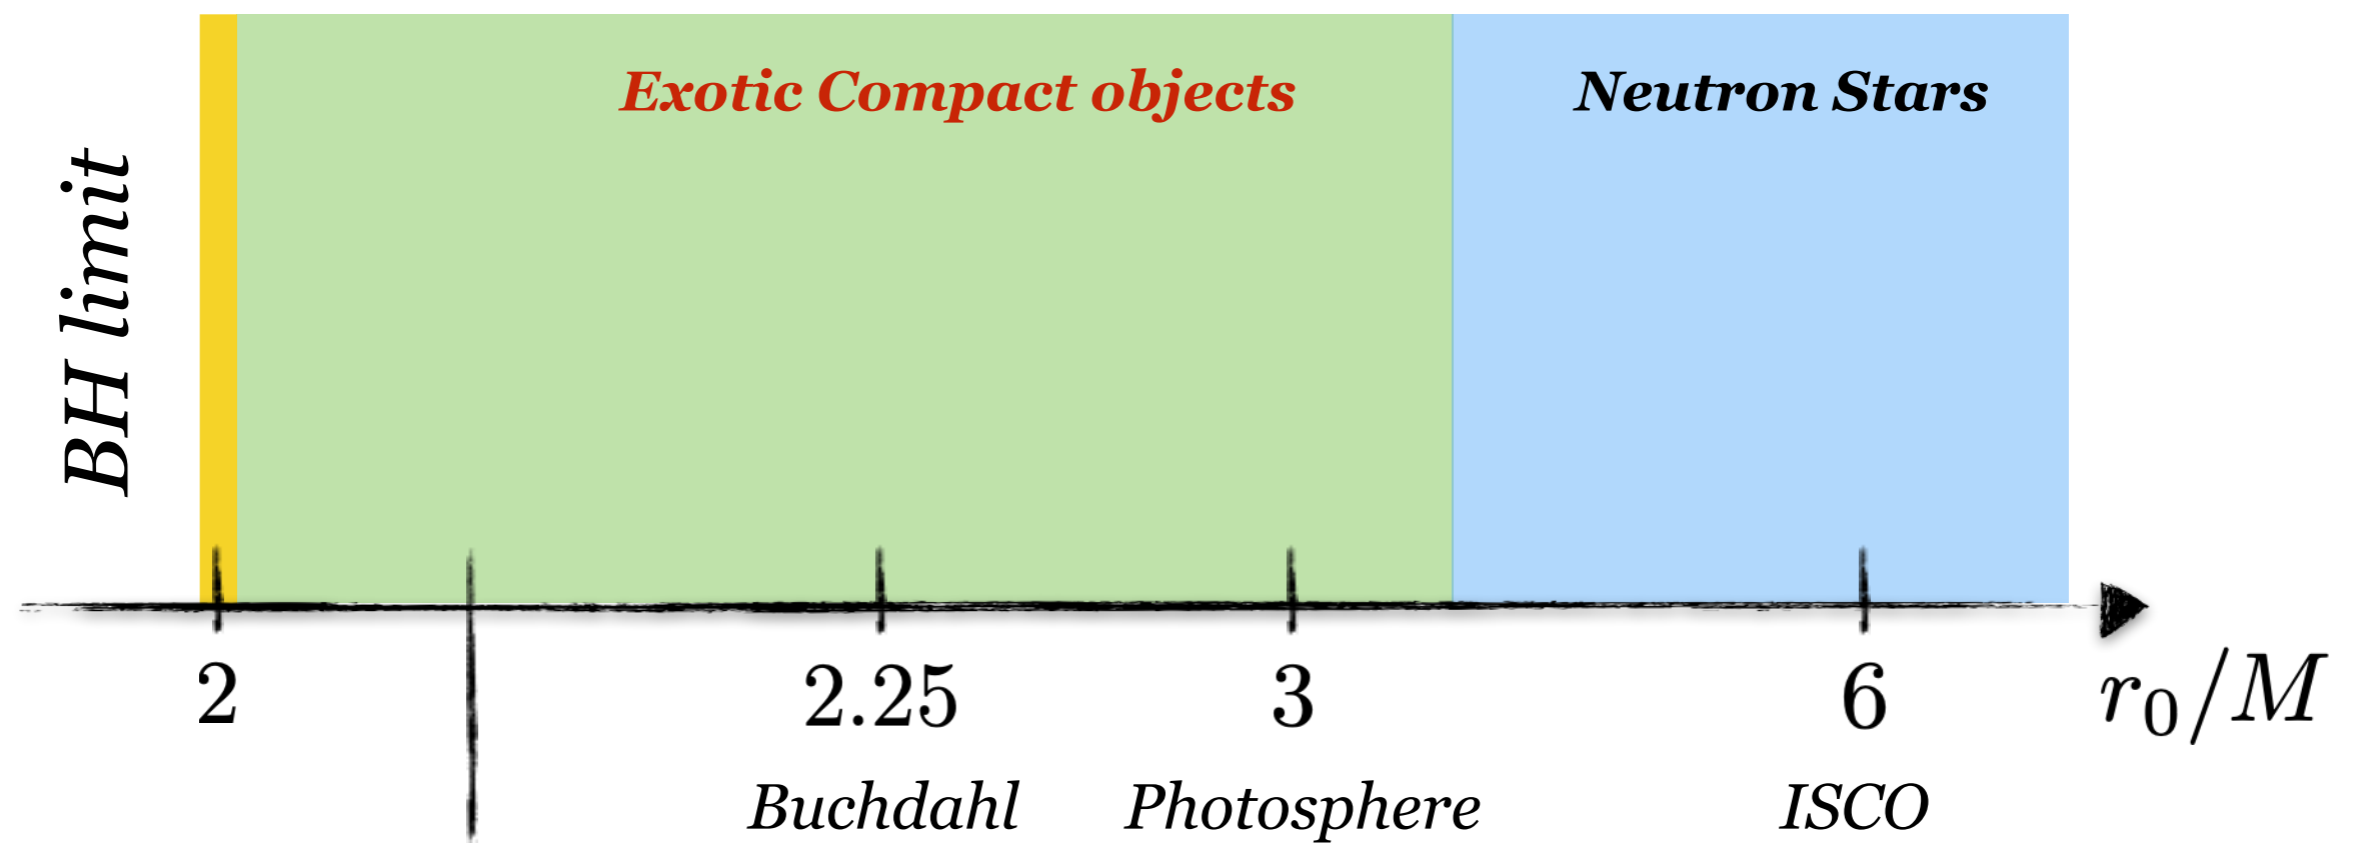 Exotic Compact objects
Neutron Stars
BH limit
2
2.25
3
6
r₀/M
Buchdahl
Photosphere
ISCO